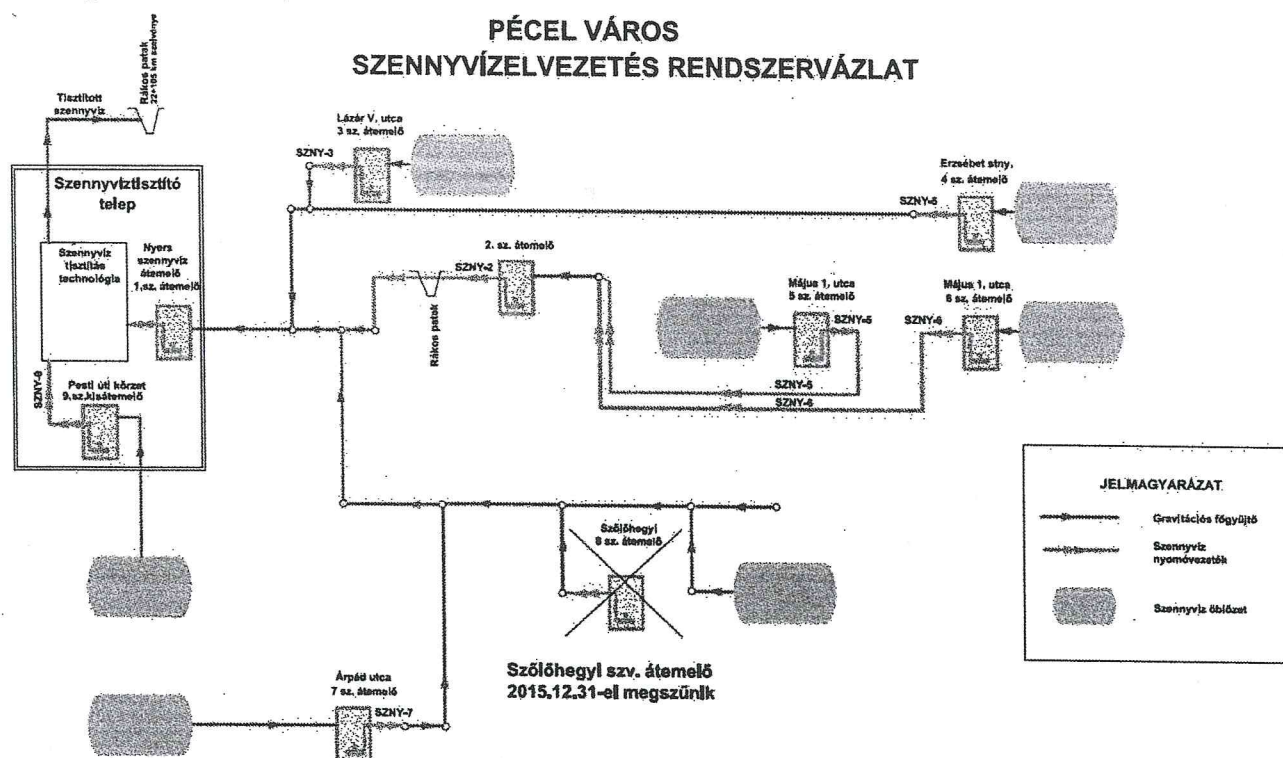 PÉCEL VÁROS
SZENNYVÍZELVEZETÉS RENDSZERVÁZLAT
Rákos patak
22+105 km szelvénye
Tisztított
szennyvíz
Szennyvíztisztító
telep
Szennyvíz
tisztítás
technológia
Nyers
szennyvíz
átemelő
1.sz. átemelő
SZNY-9
Pesti úti körzet
9.sz.kisátemelő
Lázár V. utca
3 sz. átemelő
SZNY-3
Erzsébet stny.
4 sz. átemelő
SZNY-5
2. sz. átemelő
SZNY-2
Rákos patak
Május 1. utca
5 sz. átemelő
SZNY-5
Május 1. utca
6 sz. átemelő
SZNY-6
SZNY-5
SZNY-6
Szőlőhegyi
8 sz. átemelő
Szőlőhegyi szv. átemelő
2015.12.31-el megszűnik
Árpád utca
7 sz. átemelő
SZNY-7
JELMAGYARÁZAT
Gravitációs főgyűjtő
Szennyvíz
nyomóvezeték
Szennyvíz öblözet